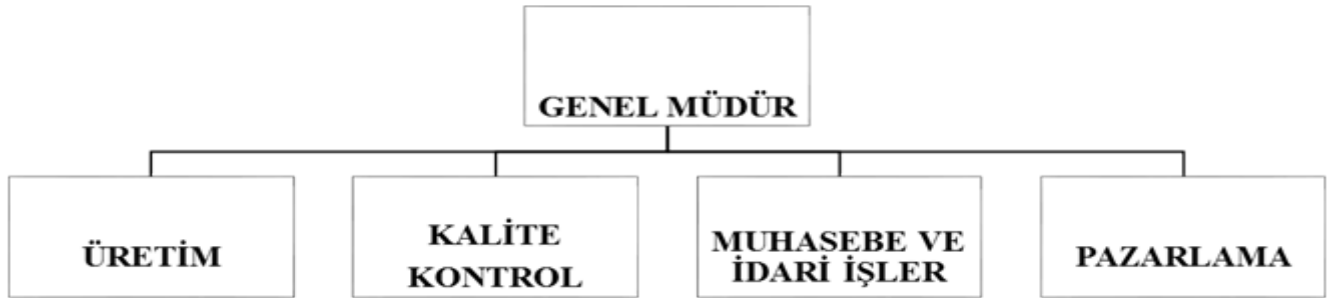 GENEL MÜDÜR
ÜRETİM
KALİTE
KONTROL
MUHASEBE VE
İDARİ İŞLER
PAZARLAMA